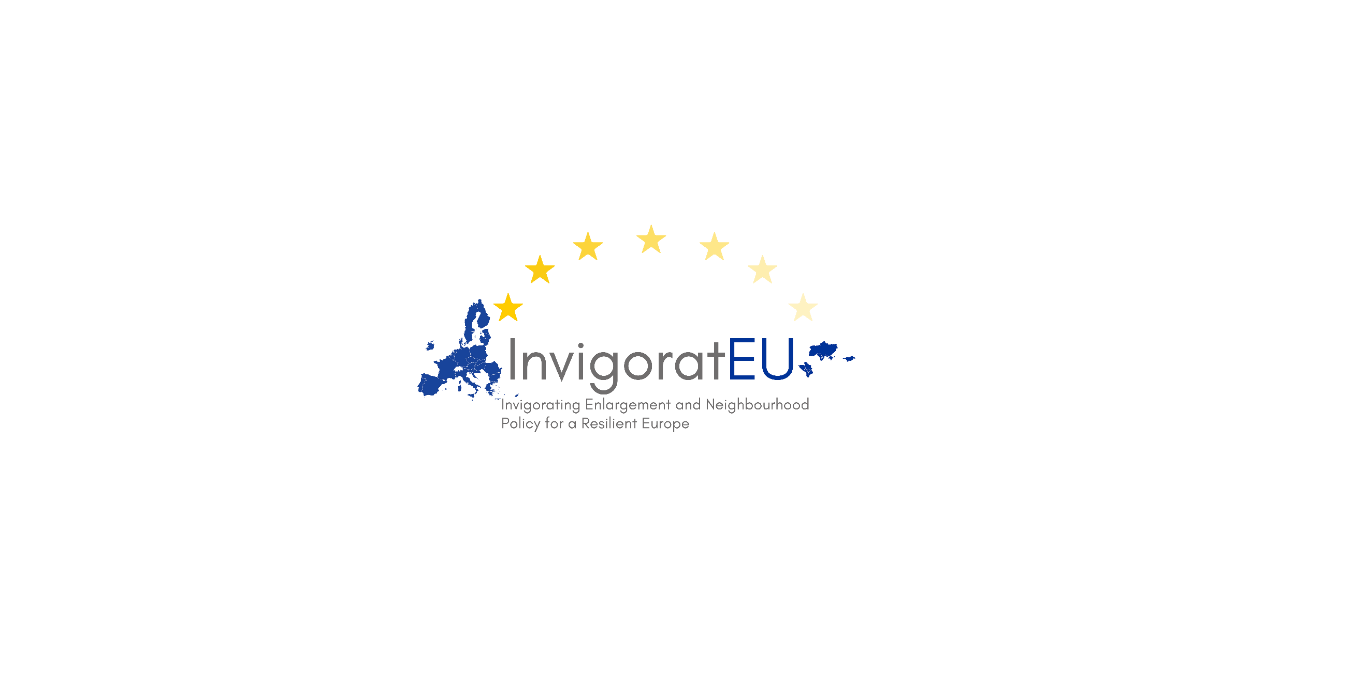 InvigoratEU
Invigorating Enlargement and Neighbourhood
Policy for a Resilient Europe